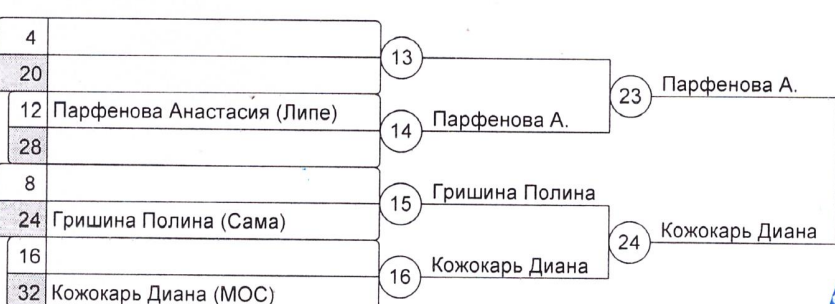 4
13
20
23 Парфенова А.
12 Парфенова Анастасия (Липе)
14 Парфенова А.
28
8
15 Гришина Полина
24 Гришина Полина (Сама)
24 Кожокарь Диана
16
16 Кожокарь Диана
32 Кожокарь Диана (МОС)